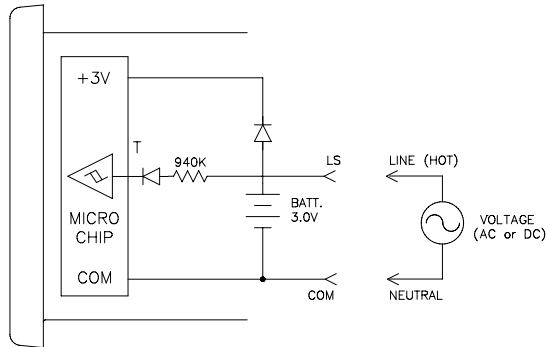 +3V
T
940K
LS
LINE (HOT)
BATT.
3.0V
MICRO
CHIP
VOLTAGE
(AC or DC)
COM
COM
NEUTRAL